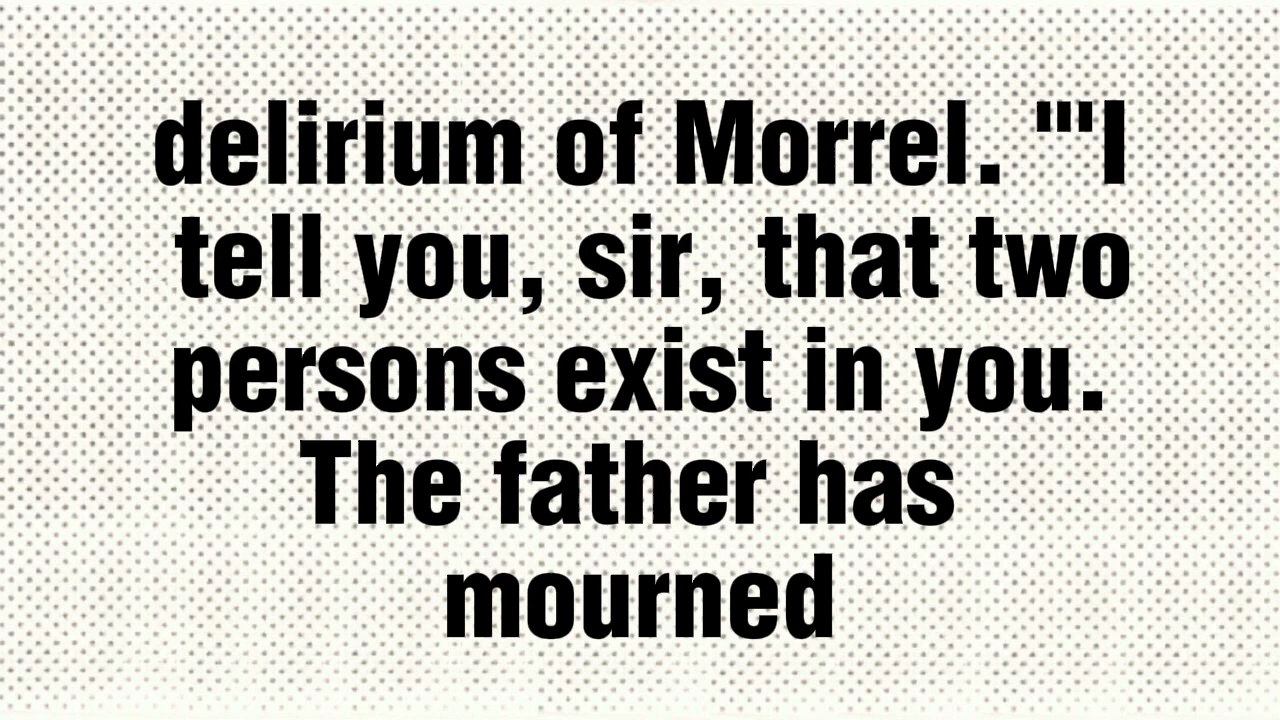 delirium of Morrel. "'I
tell you, sir, that two
persons exist in you.
The father has
mourned